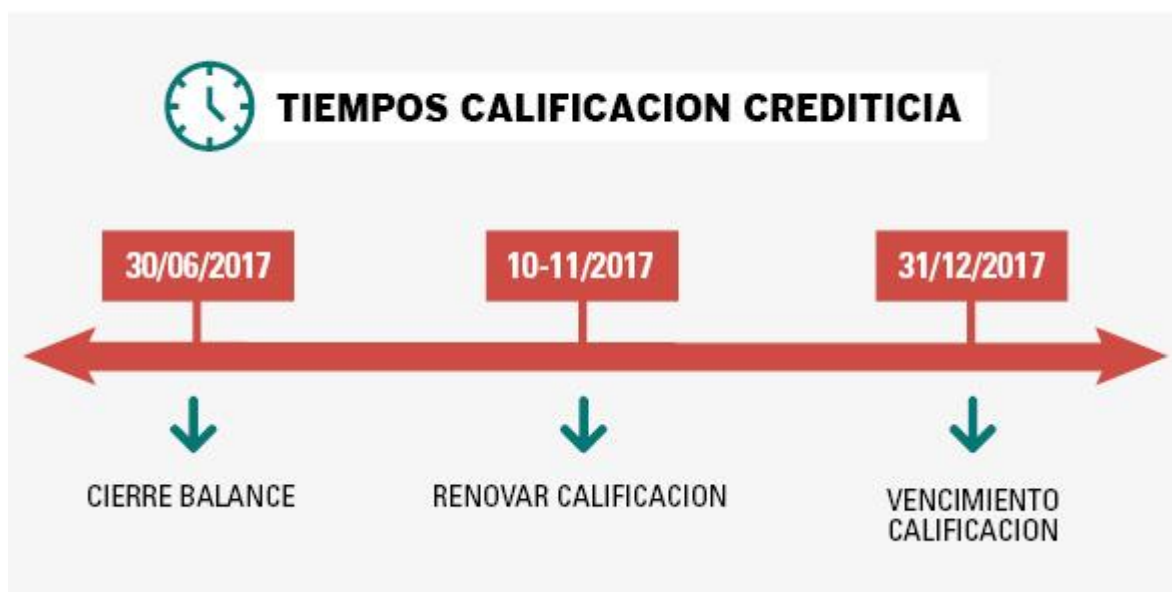 TIEMPOS CALIFICACION CREDITICIA
30/06/2017
10-11/2017
31/12/2017
CIERRE BALANCE
RENOVAR CALIFICACION
VENCIMIENTO
CALIFICACION